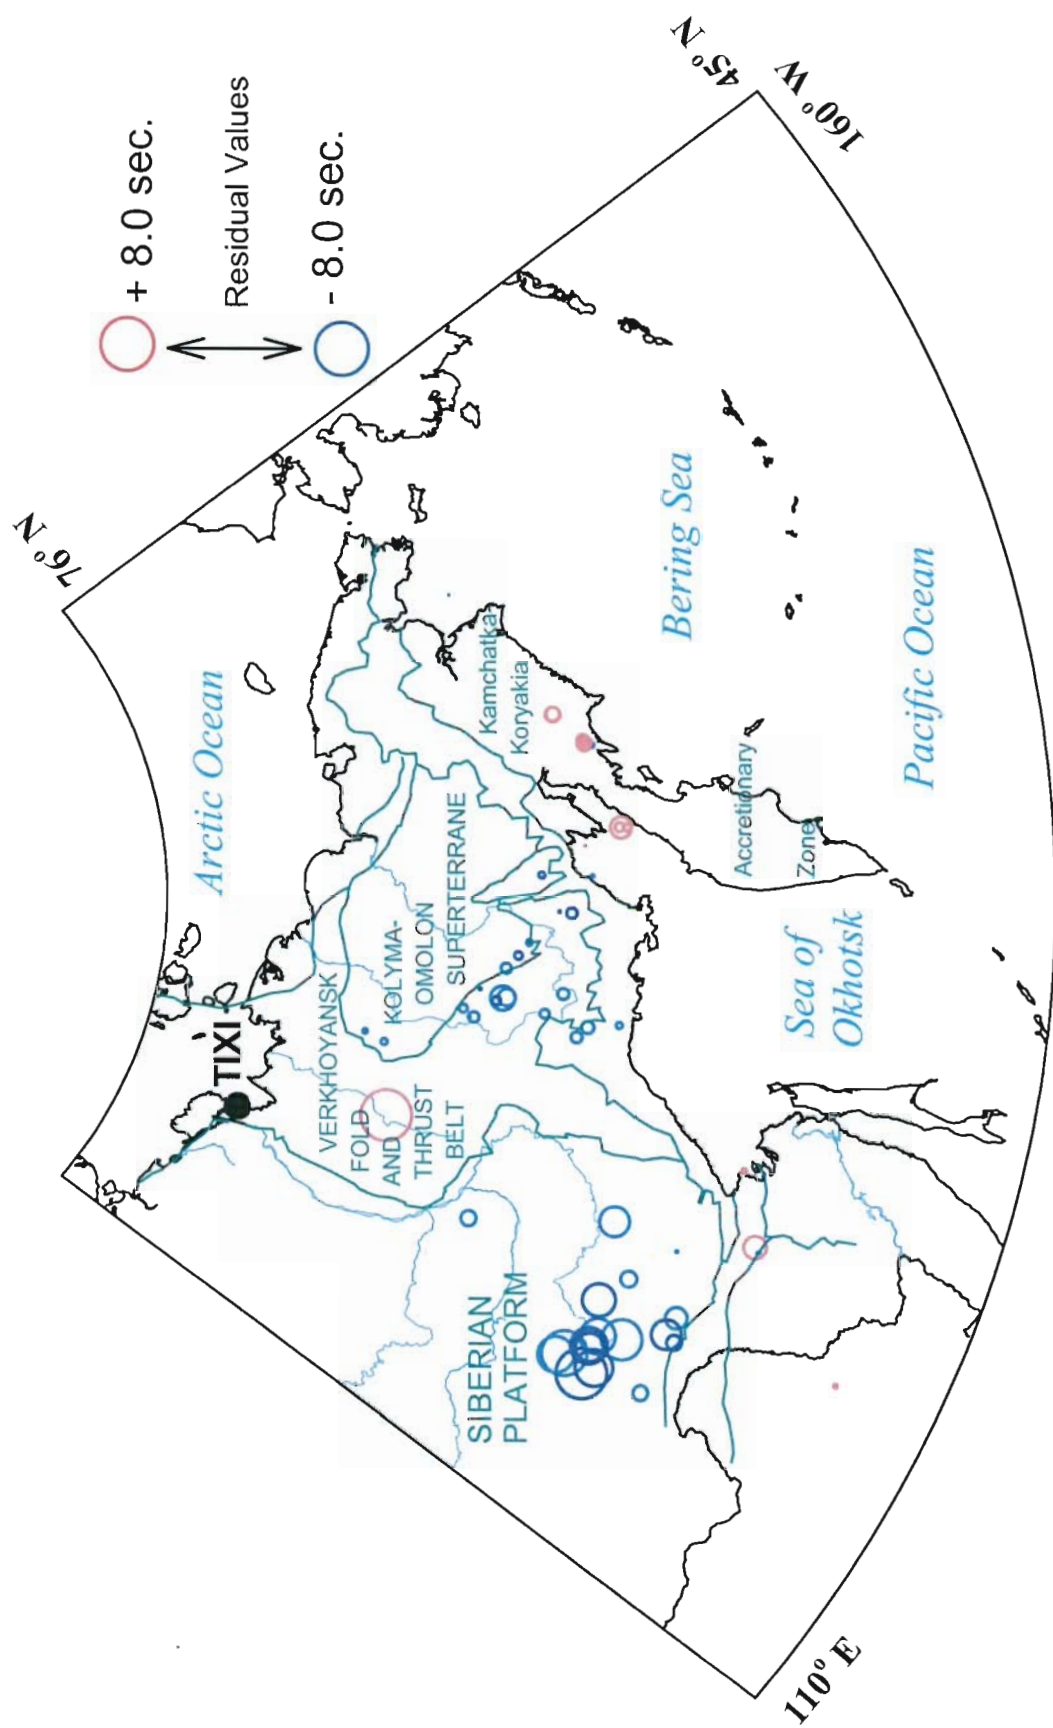 + 8.0 sec.
Residual Values
- 8.0 sec.
76° N
45° N
160° W
110° E
Arctic Ocean
TIXI
VERKHOYANSK
FOLD
AND
THRUST
BELT
KOLYMA-
OMOLON
SUPERTERRANE
Kamchatka-
Koryakia
Accretionary
Zone
Bering Sea
Pacific Ocean
Sea of
Okhotsk
SIBERIAN
PLATFORM